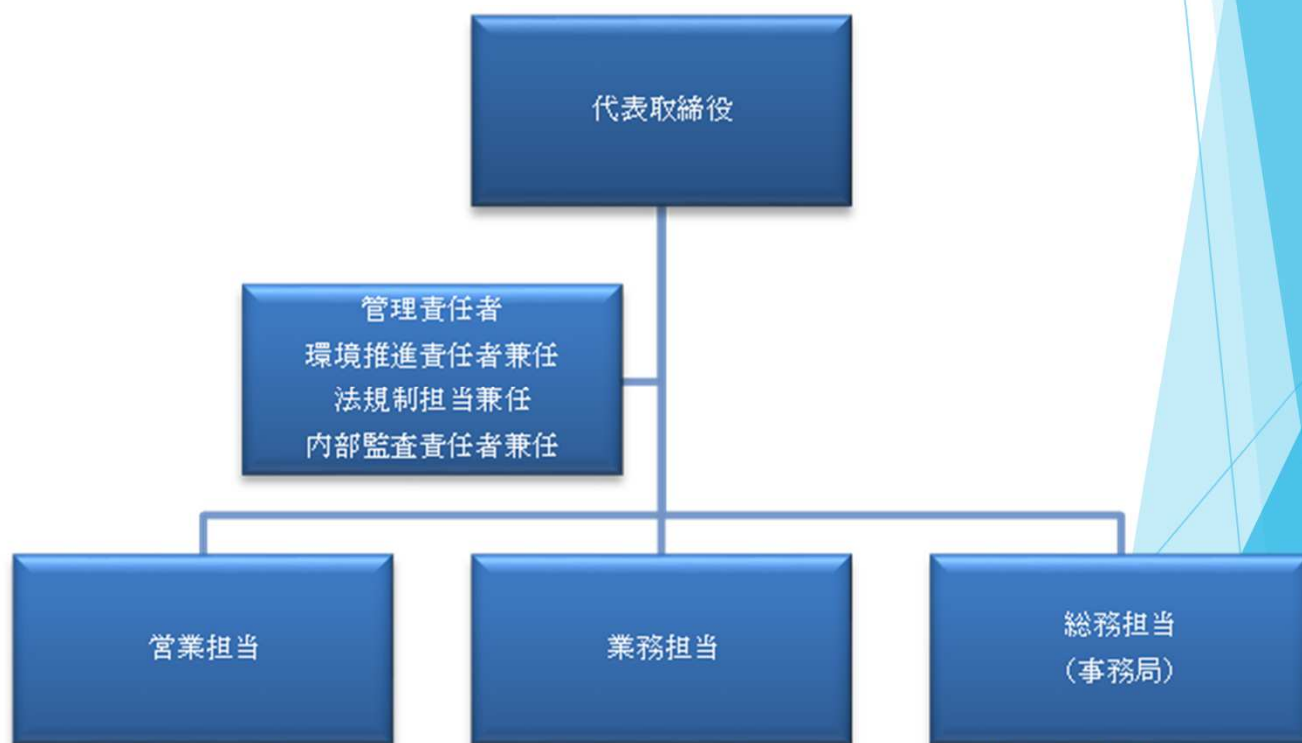 代表取締役
管理責任者
環境推進責任者兼任
法規制担当兼任
内部監査責任者兼任
営業担当
業務担当
総務担当
（事務局）